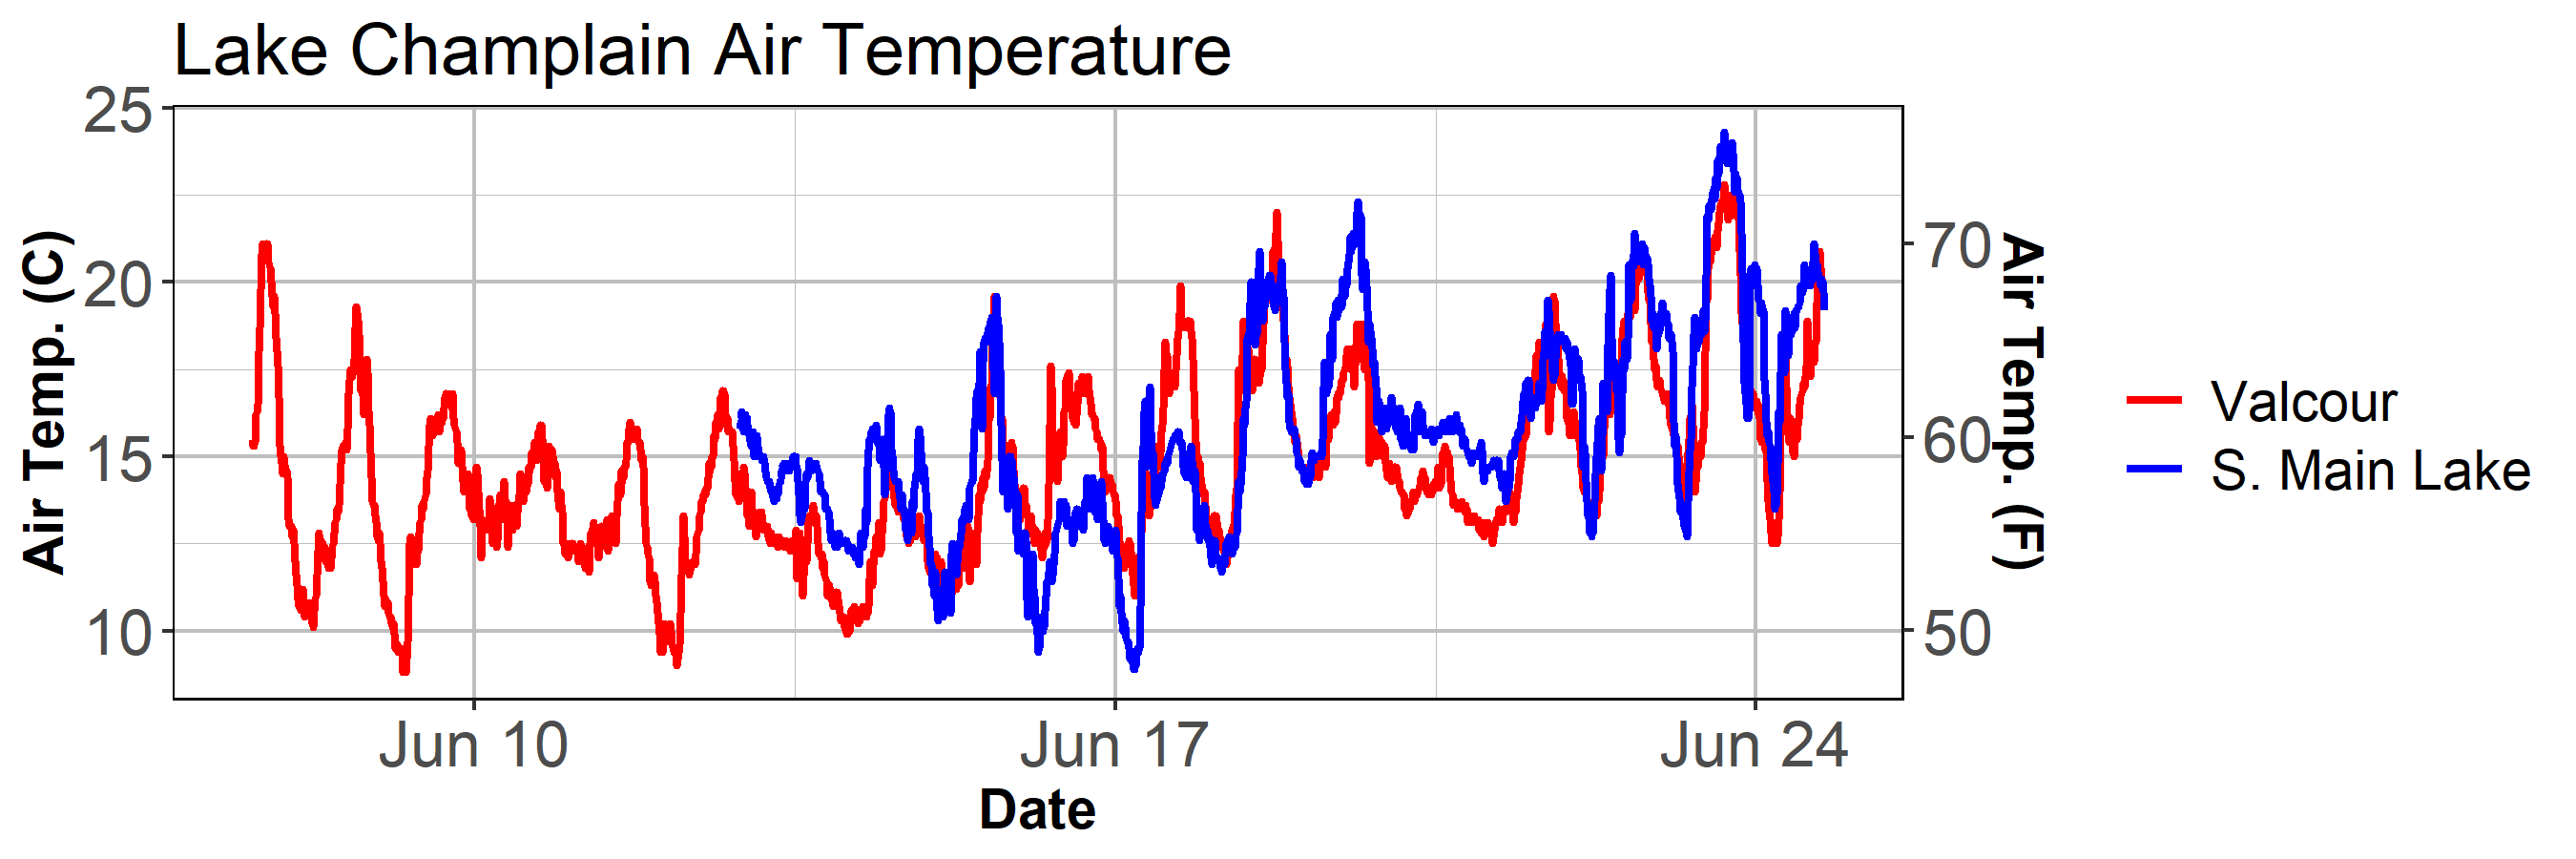 Lake Champlain Air Temperature
25
20
15
10
Air Temp. (C)
70
60
50
Air Temp. (F)
Jun 10
Jun 17
Jun 24
Date
Valcour
S. Main Lake